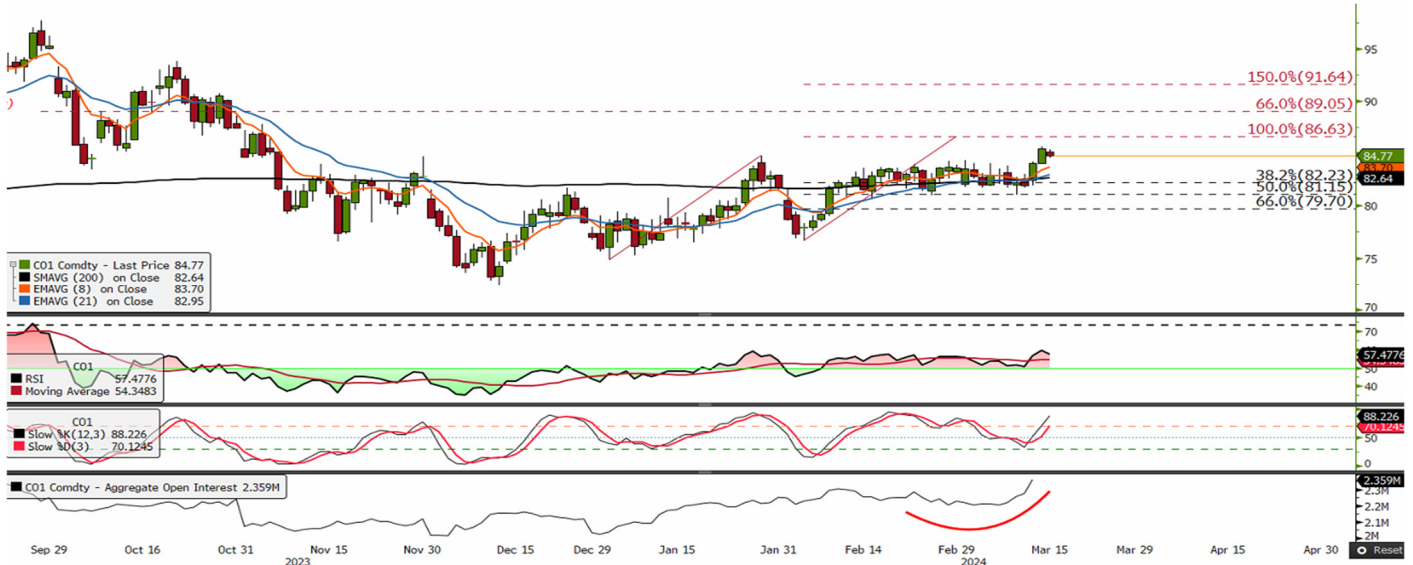 95
150.0%(91.64)
90
66.0%(89.05)
)
100.0%(86.63)
84.77
83.70
82.64
38.2%(82.23)
50.0%(81.15)
80
66.0%(79.70)
75
70
CO1 Comdty - Last Price 84.77
SMAVG (200) on Close 82.64
EMAVG (8) on Close 83.70
EMAVG (21) on Close 82.95
70
57.4776
50
40
CO1
RSI 57.4776
Moving Average 54.3483
CO1
Slow %K(12,3) 88.226
Slow %D(3) 70.1245
88.226
70.1245
50
0
CO1 Comdty - Aggregate Open Interest 2.359M
2.359M
2.3M
2.2M
2.1M
2M
Sep 29 Oct 16 Oct 31 Nov 15 Nov 30 Dec 15 Dec 29 Jan 15 Jan 31 Feb 14 Feb 29 Mar 15 Mar 29 Apr 15 Apr 30 Reset
2023 2024